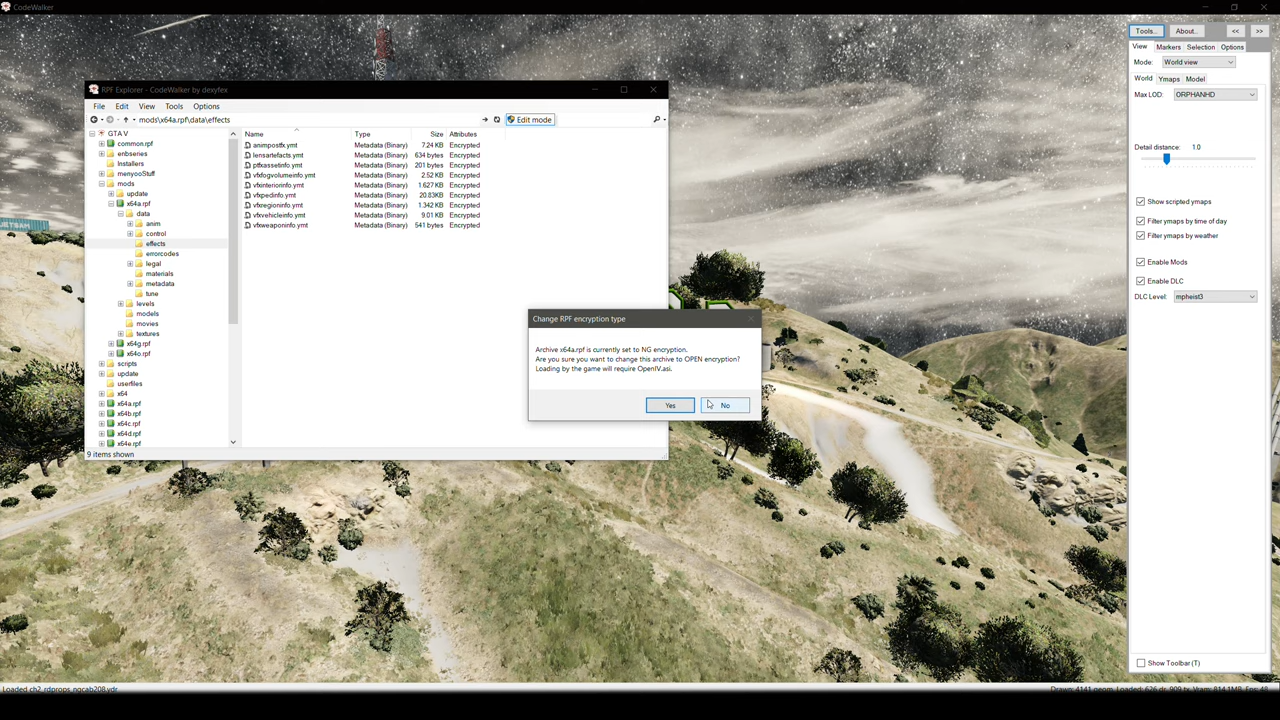 CodeWalker
Tools... About.. << >>
View Markers Selection Options
Mode: World view
World Ymaps Model
Max LOD: ORPHANHD
Detail distance: 1.0
Show scripted ymaps
Filter ymaps by time of day
Filter ymaps by weather
Enable Mods
Enable DLC
DLC Level: mpheist3
Show Toolbar (T)
RPF Explorer - CodeWalker by dexyfex
File Edit View Tools Options
mods\x64a.rpf\data\effects
Edit mode
GTA V
common.rpf
enbseries
Installers
menyooStuff
mods
update
x64a.rpf
data
anim
control
effects
errorcodes
legal
materials
metadata
tune
levels
models
movies
textures
x64g.rpf
x64o.rpf
scripts
update
userfiles
x64
x64a.rpf
x64b.rpf
x64c.rpf
x64d.rpf
x64e.rpf
Name Type Size Attributes
animpostfx.ymt Metadata (Binary) 7.24 KB Encrypted
lensartefacts.ymt Metadata (Binary) 634 bytes Encrypted
ptfxassetinfo.ymt Metadata (Binary) 201 bytes Encrypted
vfxfogvolumeinfo.ymt Metadata (Binary) 2.52 KB Encrypted
vfxinteriorinfo.ymt Metadata (Binary) 1.627 KB Encrypted
vfxpedinfo.ymt Metadata (Binary) 20.83 KB Encrypted
vfxregioninfo.ymt Metadata (Binary) 1.342 KB Encrypted
vfxvehicleinfo.ymt Metadata (Binary) 9.01 KB Encrypted
vfxweaponinfo.ymt Metadata (Binary) 541 bytes Encrypted
9 items shown
Change RPF encryption type
Archive x64a.rpf is currently set to NG encryption.
Are you sure you want to change this archive to OPEN encryption?
Loading by the game will require OpenIV.asi.
Yes No
JETSAM